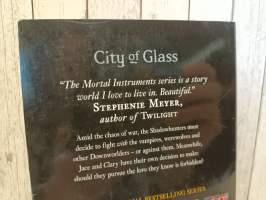 City of Glass
"The Mortal Instruments series is a story
world I love to live in. Beautiful."
STEPHENIE MEYER,
author of TWILIGHT
Amid the chaos of war, the Shadowhunters must
decide to fight with the vampires, werewolves and
other Downworlders – or against them. Meanwhile,
Jace and Clary have their own decision to make:
should they pursue the love they know is forbidden?
BESTSELLING SERIES